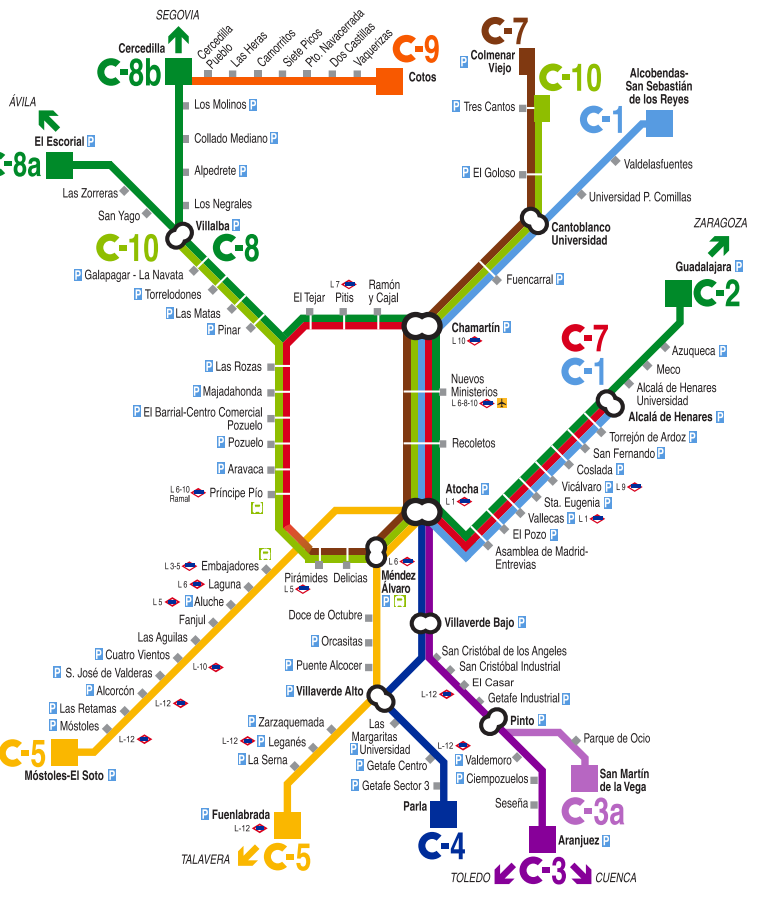 SEGOVIA
Cercedilla
C-8b
Cercedilla
Pueblo
Las Heras
Camorritos
Siete Picos
Pto. Navacerrada
Dos Castillas
Vaquerizas
C-9
Cotos
C-7
P Colmenar
Viejo
C-10
P Tres Cantos
P El Goloso
Alcobendas-
San Sebastián
de los Reyes
C-1
Valdelasfuentes
Universidad P. Comillas
Cantoblanco
Universidad
Fuencarral P
ÁVILA
El Escorial P
C-8a
Las Zorreras
San Yago
Los Molinos P
Collado Mediano P
Alpedrete P
Los Negrales
Villalba P
C-10
C-8
P Galapagar - La Navata
P Torrelodones
P Las Matas
P Pinar
P Las Rozas
P Majadahonda
P El Barrial-Centro Comercial
Pozuelo
P Pozuelo
P Aravaca
L 6-10
Ramal
Príncipe Pío
L 7
El Tejar
Pitis
Ramón
y Cajal
Chamartín P
L 10
Nuevos
Ministerios
L 6-8-10
Recoletos
Atocha P
L 1
ZARAGOZA
Guadalajara P
C-2
C-7
C-1
Azuqueca P
Meco
Alcalá de Henares
Universidad
Alcalá de Henares P
Torrejón de Ardoz P
San Fernando P
Coslada P
Vicálvaro P L 9
Sta. Eugenia P
Vallecas P L 1
El Pozo P
Asamblea de Madrid-
Entrevias
L 3-5 Embajadores
L 6 Laguna
L 5 P Aluche
Fanjul
Las Aguilas
P Cuatro Vientos
L-10
P S. José de Valderas
P Alcorcón
L-12
P Las Retamas
P Móstoles
L-12
C-5
Móstoles-El Soto P
Pirámides
L 5
Delicias
L 6
Méndez
Álvaro
P
Doce de Octubre
P Orcasitas
P Puente Alcocer
P Villaverde Alto
P Zarzaquemada
L-12 P Leganés
P La Serna
P Fuenlabrada
L-12
TALAVERA
C-5
Villaverde Bajo P
San Cristóbal de los Angeles
San Cristóbal Industrial
El Casar
L-12
Getafe Industrial P
Pinto P
Las
Margaritas
P Universidad
L-12
P Getafe Centro
P Getafe Sector 3
Parla
C-4
P Valdemoro
P Ciempozuelos
Seseña
Parque de Ocio
San Martín
de la Vega
C-3a
Aranjuez P
TOLEDO
C-3
CUENCA